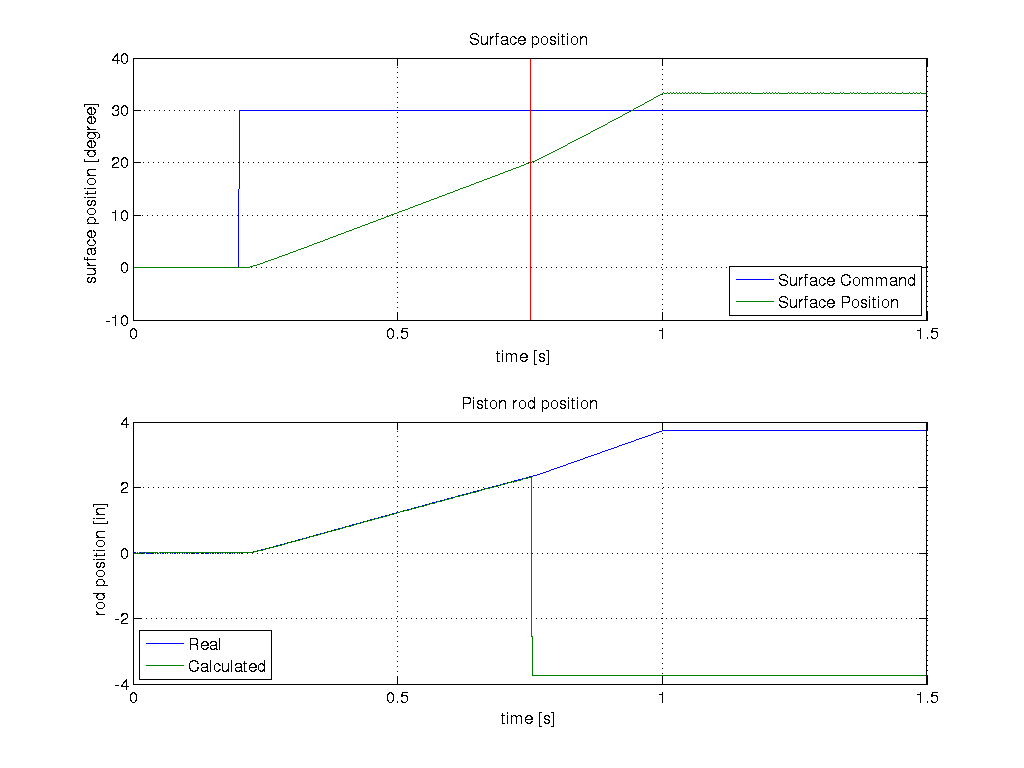 Surface position
40
30
20
10
0
-10
surface position [degree]
Surface Command
Surface Position
0 0.5 1 1.5
time [s]
Piston rod position
4
2
0
-2
-4
rod position [in]
Real
Calculated
0 0.5 1 1.5
time [s]